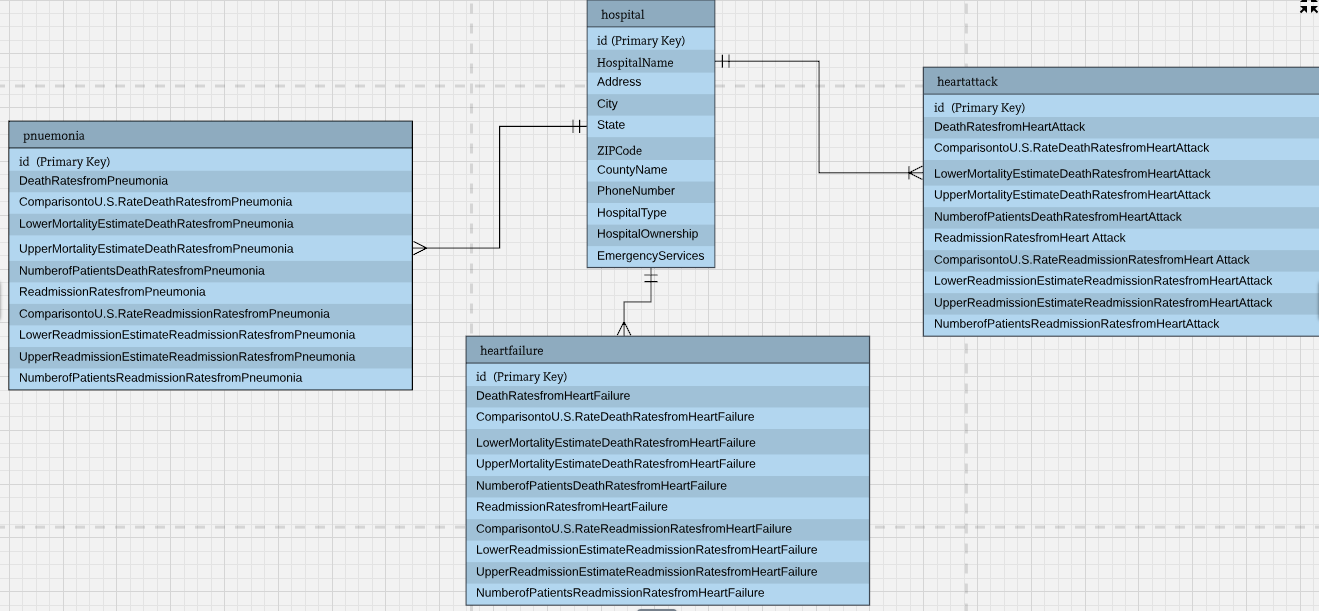 hospital
id (Primary Key)
HospitalName
Address
City
State
ZIPCode
CountyName
PhoneNumber
HospitalType
HospitalOwnership
EmergencyServices
pnuemonia
id (Primary Key)
DeathRatesfromPneumonia
ComparisontoU.S.RateDeathRatesfromPneumonia
LowerMortalityEstimateDeathRatesfromPneumonia
UpperMortalityEstimateDeathRatesfromPneumonia
NumberofPatientsDeathRatesfromPneumonia
ReadmissionRatesfromPneumonia
ComparisontoU.S.RateReadmissionRatesfromPneumonia
LowerReadmissionEstimateReadmissionRatesfromPneumonia
UpperReadmissionEstimateReadmissionRatesfromPneumonia
NumberofPatientsReadmissionRatesfromPneumonia
heartattack
id (Primary Key)
DeathRatesfromHeartAttack
ComparisontoU.S.RateDeathRatesfromHeartAttack
LowerMortalityEstimateDeathRatesfromHeartAttack
UpperMortalityEstimateDeathRatesfromHeartAttack
NumberofPatientsDeathRatesfromHeartAttack
ReadmissionRatesfromHeart Attack
ComparisontoU.S.RateReadmissionRatesfromHeart Attack
LowerReadmissionEstimateReadmissionRatesfromHeartAttack
UpperReadmissionEstimateReadmissionRatesfromHeartAttack
NumberofPatientsReadmissionRatesfromHeartAttack
heartfailure
id (Primary Key)
DeathRatesfromHeartFailure
ComparisontoU.S.RateDeathRatesfromHeartFailure
LowerMortalityEstimateDeathRatesfromHeartFailure
UpperMortalityEstimateDeathRatesfromHeartFailure
NumberofPatientsDeathRatesfromHeartFailure
ReadmissionRatesfromHeartFailure
ComparisontoU.S.RateReadmissionRatesfromHeartFailure
LowerReadmissionEstimateReadmissionRatesfromHeartFailure
UpperReadmissionEstimateReadmissionRatesfromHeartFailure
NumberofPatientsReadmissionRatesfromHeartFailure